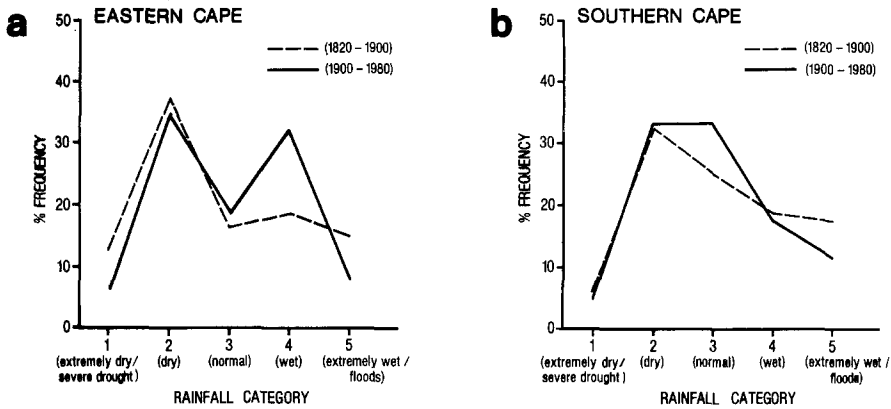 a EASTERN CAPE
50
40
30
20
10
0
% FREQUENCY
(1820 – 1900)
(1900 – 1980)
1 2 3 4 5
(extremely dry/ (dry) (normal) (wet) (extremely wet /
severe drought) floods)
RAINFALL CATEGORY
b SOUTHERN CAPE
50
40
30
20
10
0
% FREQUENCY
(1820 – 1900)
(1900 – 1980)
1 2 3 4 5
(extremely dry/ (dry) (normal) (wet) (extremely wet /
severe drought) floods)
RAINFALL CATEGORY